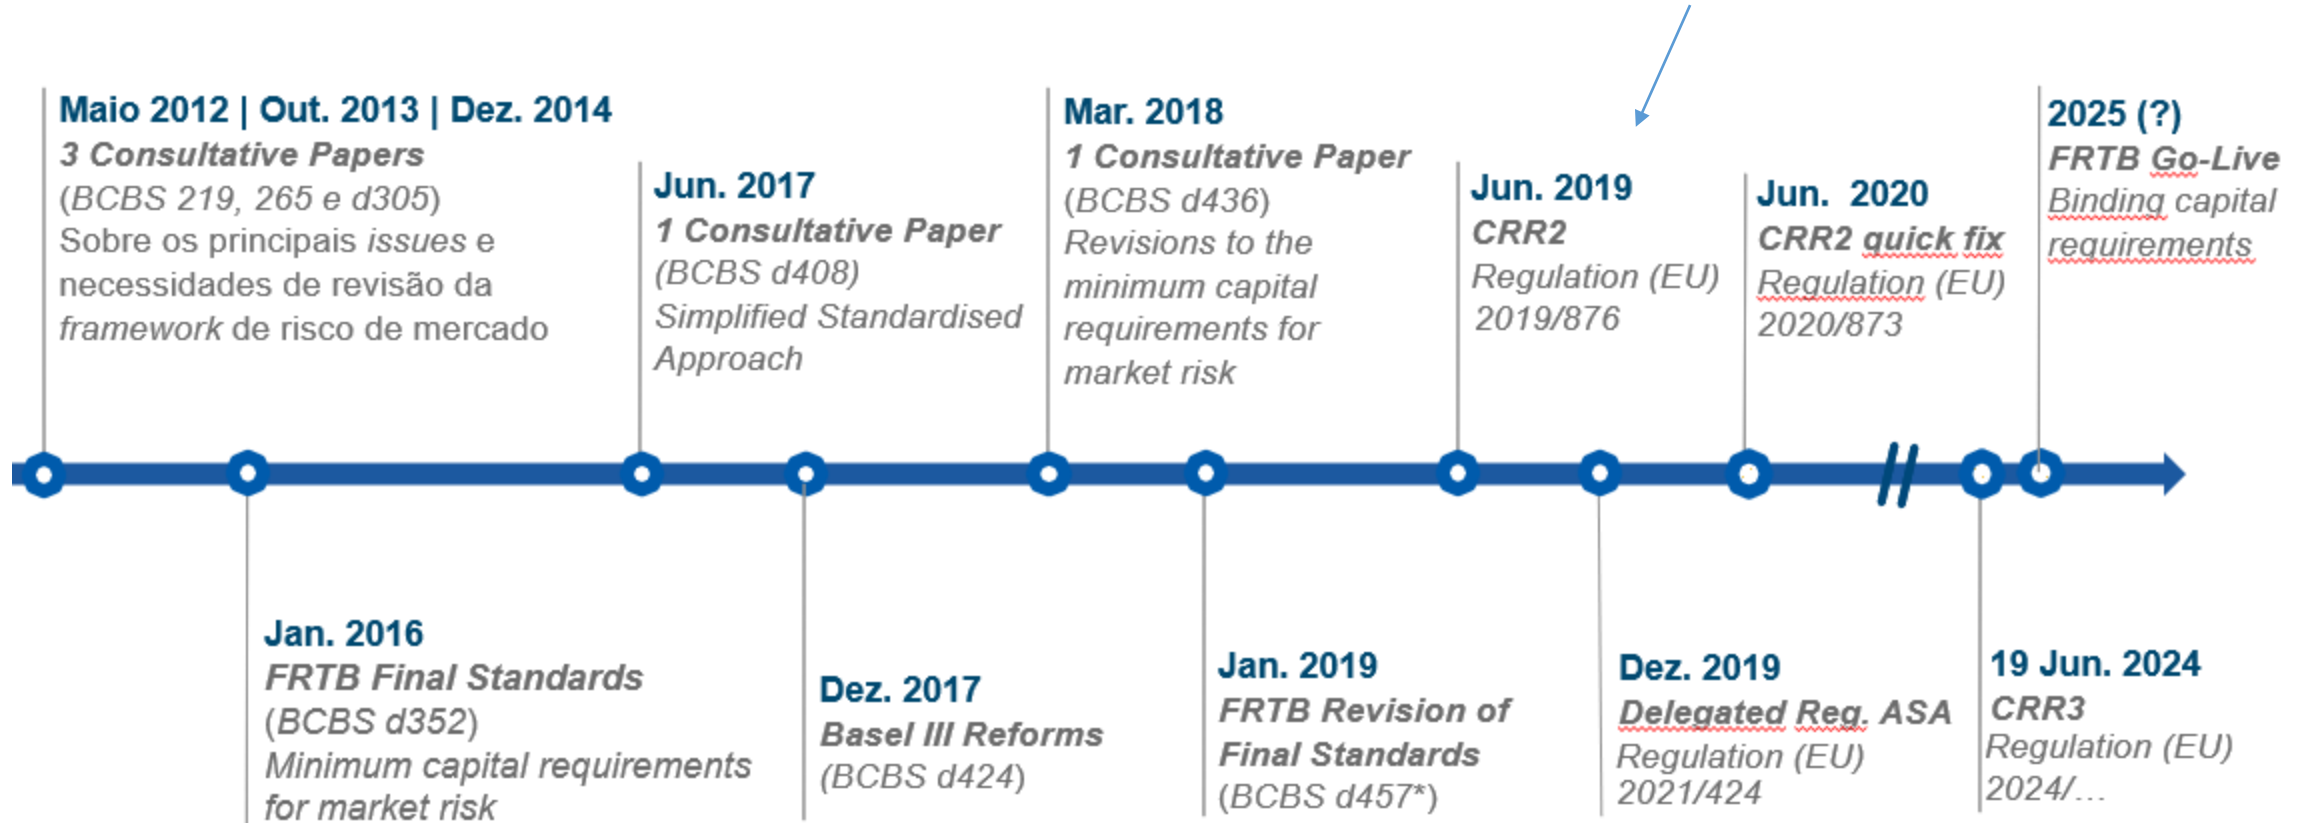 Maio 2012 | Out. 2013 | Dez. 2014
3 Consultative Papers
(BCBS 219, 265 e d305)
Sobre os principais issues e
necessidades de revisão da
framework de risco de mercado
Jun. 2017
1 Consultative Paper
(BCBS d408)
Simplified Standardised
Approach
Mar. 2018
1 Consultative Paper
(BCBS d436)
Revisions to the
minimum capital
requirements for
market risk
Jun. 2019
CRR2
Regulation (EU)
2019/876
Jun. 2020
CRR2 quick fix
Regulation (EU)
2020/873
2025 (?)
FRTB Go-Live
Binding capital
requirements
Jan. 2016
FRTB Final Standards
(BCBS d352)
Minimum capital requirements
for market risk
Dez. 2017
Basel III Reforms
(BCBS d424)
Jan. 2019
FRTB Revision of
Final Standards
(BCBS d457*)
Dez. 2019
Delegated Reg. ASA
Regulation (EU)
2021/424
19 Jun. 2024
CRR3
Regulation (EU)
2024/...